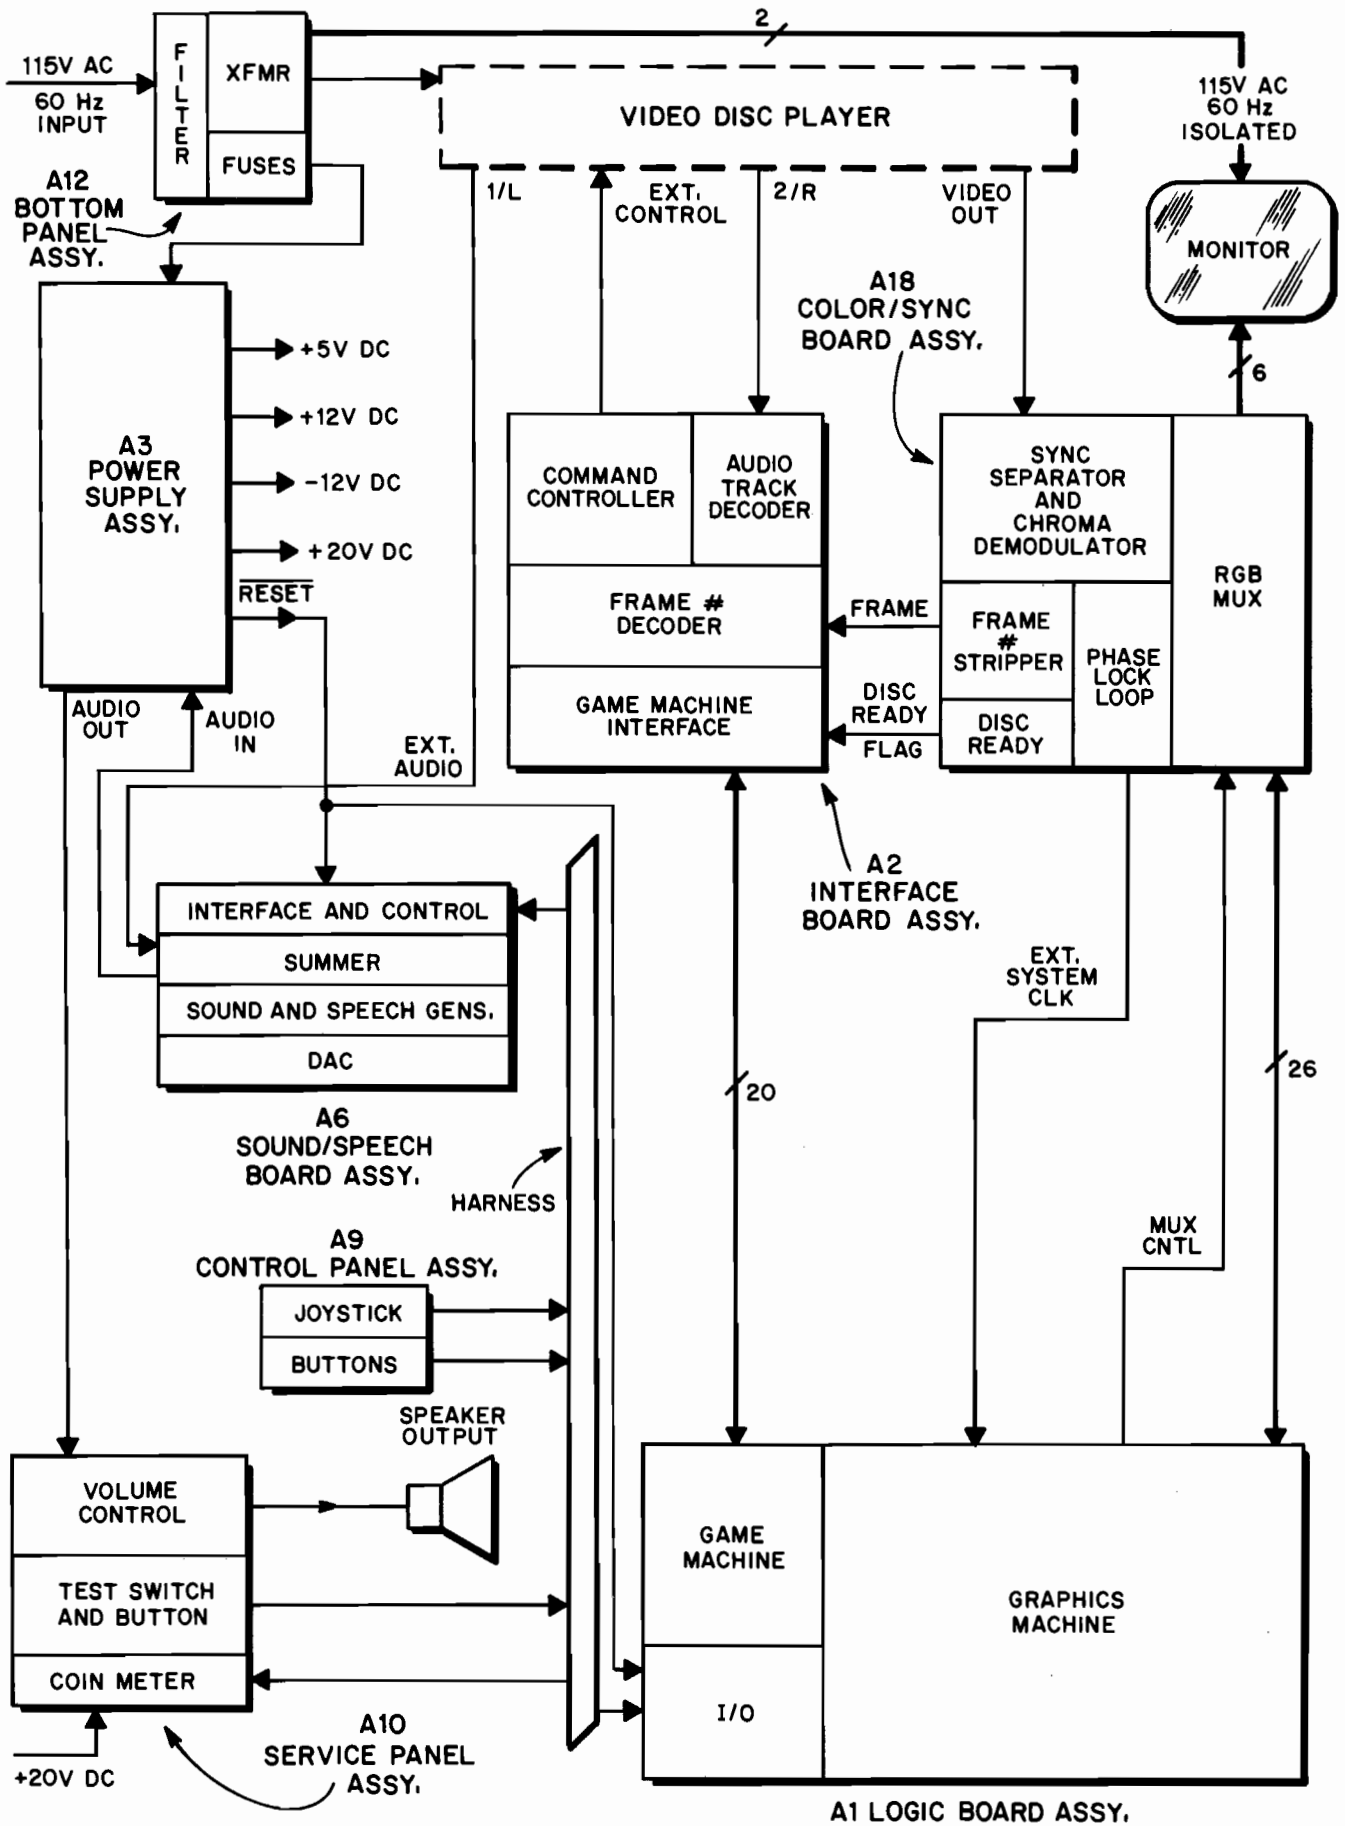 2
115V AC
60 Hz
INPUT
FILTER
XFMR
FUSES
A12
BOTTOM
PANEL
ASSY.
VIDEO DISC PLAYER
115V AC
60 Hz
ISOLATED
1/L
EXT.
CONTROL
2/R
VIDEO
OUT
MONITOR
6
A18
COLOR/SYNC
BOARD ASSY.
A3
POWER
SUPPLY
ASSY.
+5V DC
+12V DC
-12V DC
+20V DC
RESET
AUDIO
OUT
AUDIO
IN
EXT.
AUDIO
COMMAND
CONTROLLER
AUDIO
TRACK
DECODER
FRAME #
DECODER
GAME MACHINE
INTERFACE
FRAME
DISC
READY
FLAG
SYNC
SEPARATOR
AND
CHROMA
DEMODULATOR
FRAME
#
STRIPPER
DISC
READY
PHASE
LOCK
LOOP
RGB
MUX
A2
INTERFACE
BOARD ASSY.
INTERFACE AND CONTROL
SUMMER
SOUND AND SPEECH GENS.
DAC
A6
SOUND/SPEECH
BOARD ASSY.
HARNESS
20
EXT.
SYSTEM
CLK
26
MUX
CNTL
A9
CONTROL PANEL ASSY.
JOYSTICK
BUTTONS
SPEAKER
OUTPUT
VOLUME
CONTROL
TEST SWITCH
AND BUTTON
COIN METER
+20V DC
A10
SERVICE PANEL
ASSY.
GAME
MACHINE
I/O
GRAPHICS
MACHINE
A1 LOGIC BOARD ASSY.